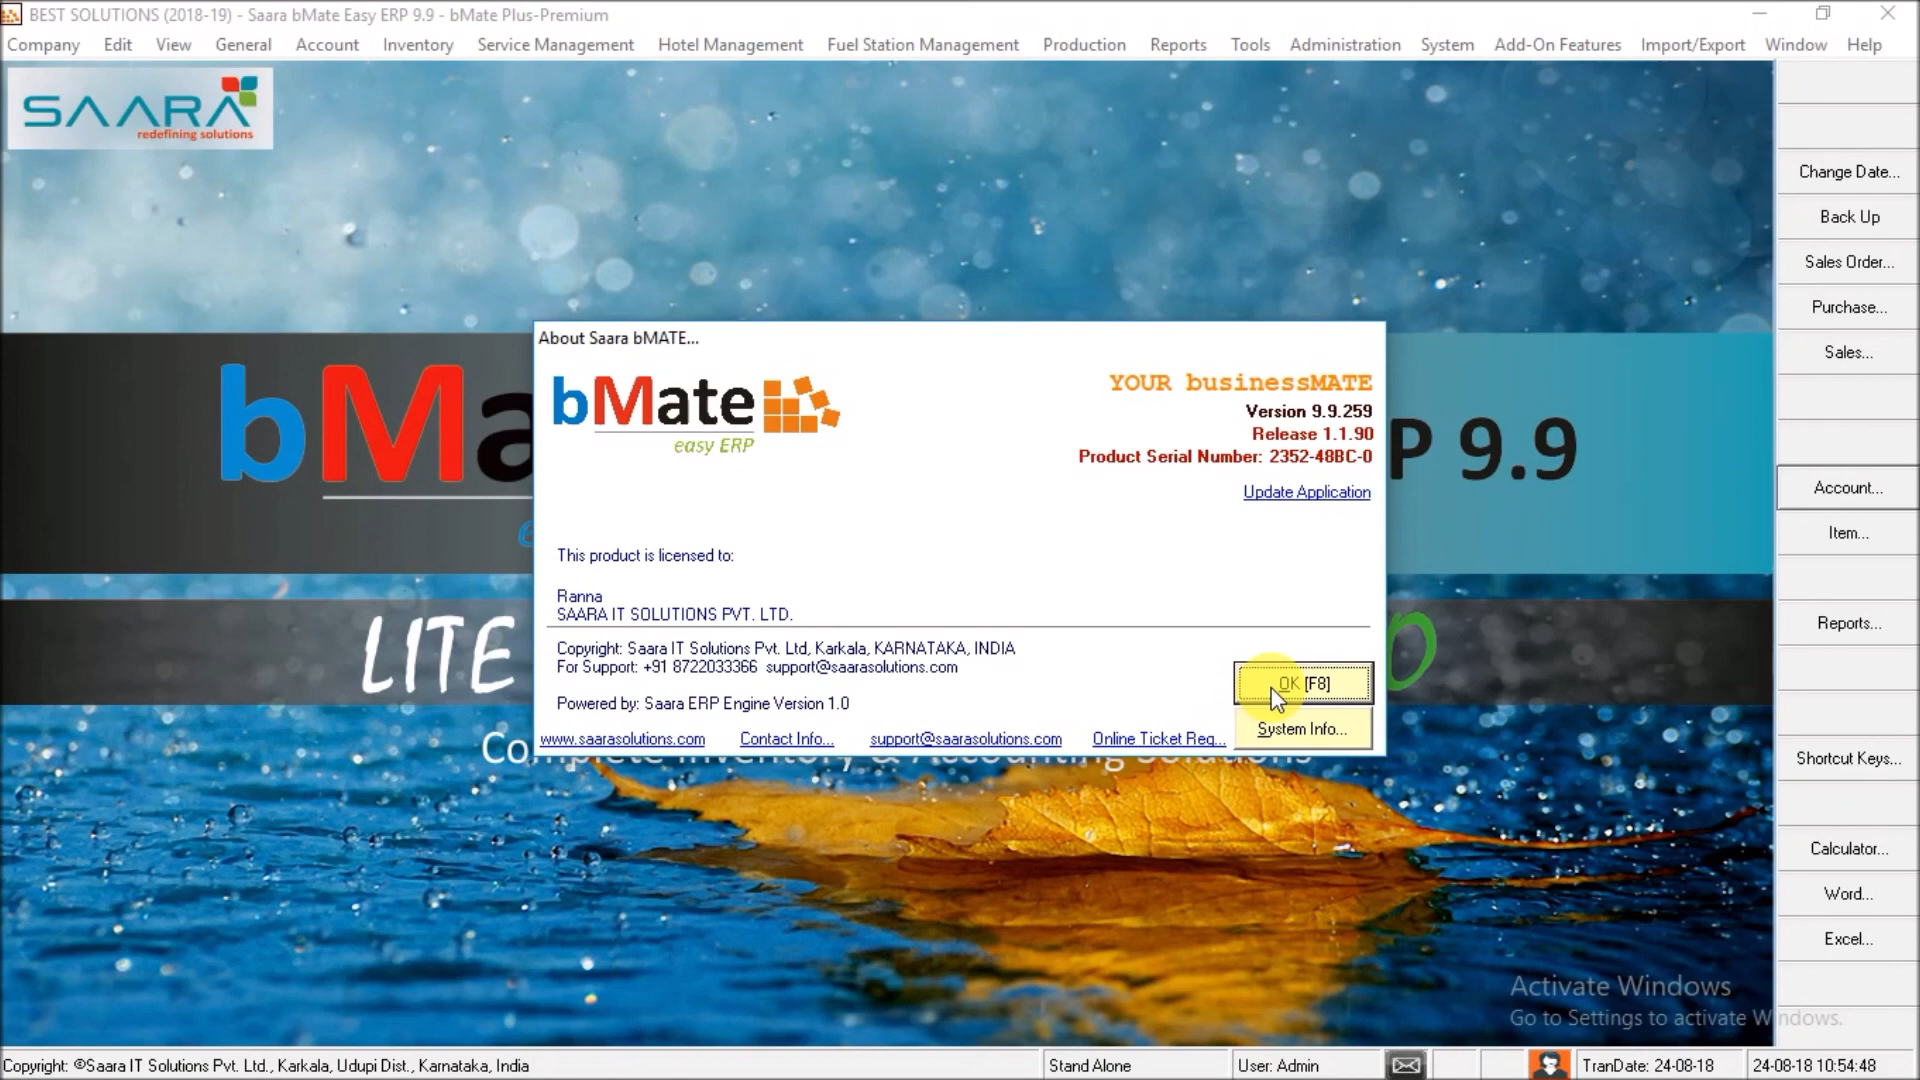 BEST SOLUTIONS (2018-19) - Saara bMate Easy ERP 9.9 - bMate Plus-Premium
Company Edit View General Account Inventory Service Management Hotel Management Fuel Station Management Production Reports Tools Administration System Add-On Features Import/Export Window Help
SAARA
redefining solutions
Change Date...
Back Up
Sales Order...
Purchase...
Sales...
Account...
Item...
Reports...
Shortcut Keys...
Calculator...
Word...
Excel...
bMa
P 9.9
LITE
About Saara bMATE...
bMate
easy ERP
YOUR businessMATE
Version 9.9.259
Release 1.1.90
Product Serial Number: 2352-48BC-0
Update Application
This product is licensed to:
Ranna
SAARA IT SOLUTIONS PVT. LTD.
Copyright: Saara IT Solutions Pvt. Ltd, Karkala, KARNATAKA, INDIA
For Support: +91 8722033366 support@saarasolutions.com
OK [F8]
Powered by: Saara ERP Engine Version 1.0
System Info...
www.saarasolutions.com Contact Info... support@saarasolutions.com Online Ticket Req...
Complete Inventory & Accounting Solutions
Activate Windows
Go to Settings to activate Windows.
Copyright: ©Saara IT Solutions Pvt. Ltd., Karkala, Udupi Dist., Karnataka, India
Stand Alone
User: Admin
TranDate: 24-08-18
24-08-18 10:54:48